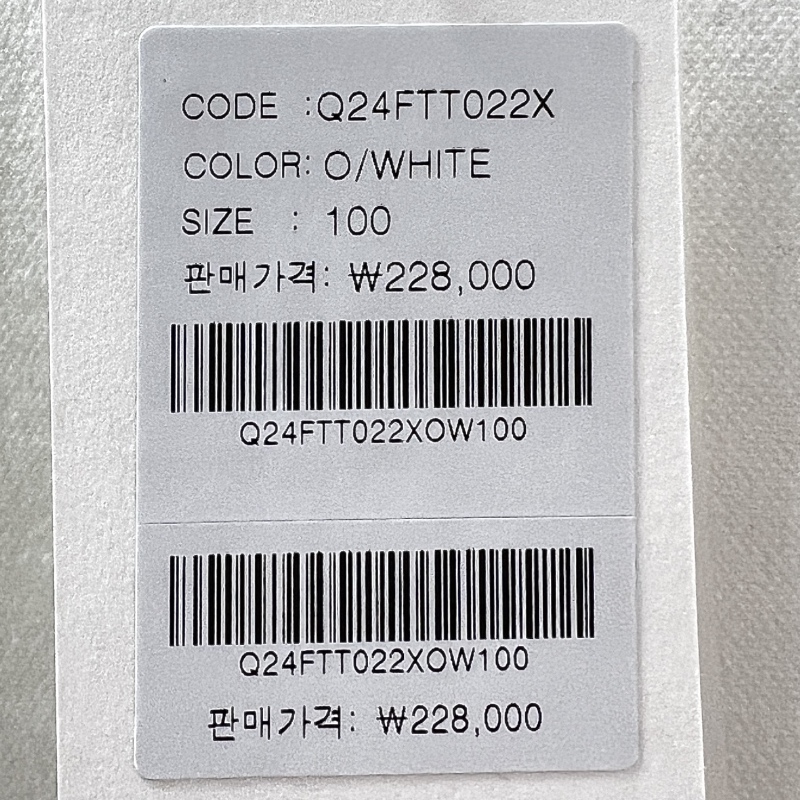 CODE :Q24FTT022X
COLOR: O/WHITE
SIZE : 100
판매가격: ₩228,000
Q24FTT022XOW100
Q24FTT022XOW100
판매가격: ₩228,000